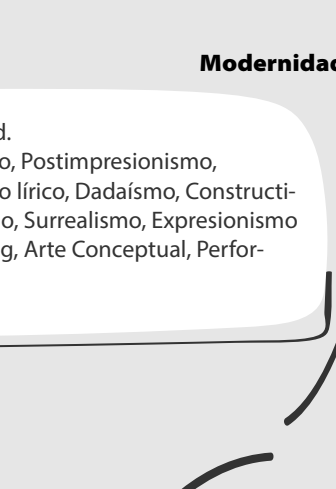 Modernidad
d.
o, Postimpresionismo,
o lírico, Dadaísmo, Constructi-
o, Surrealismo, Expresionismo
g, Arte Conceptual, Perfor-